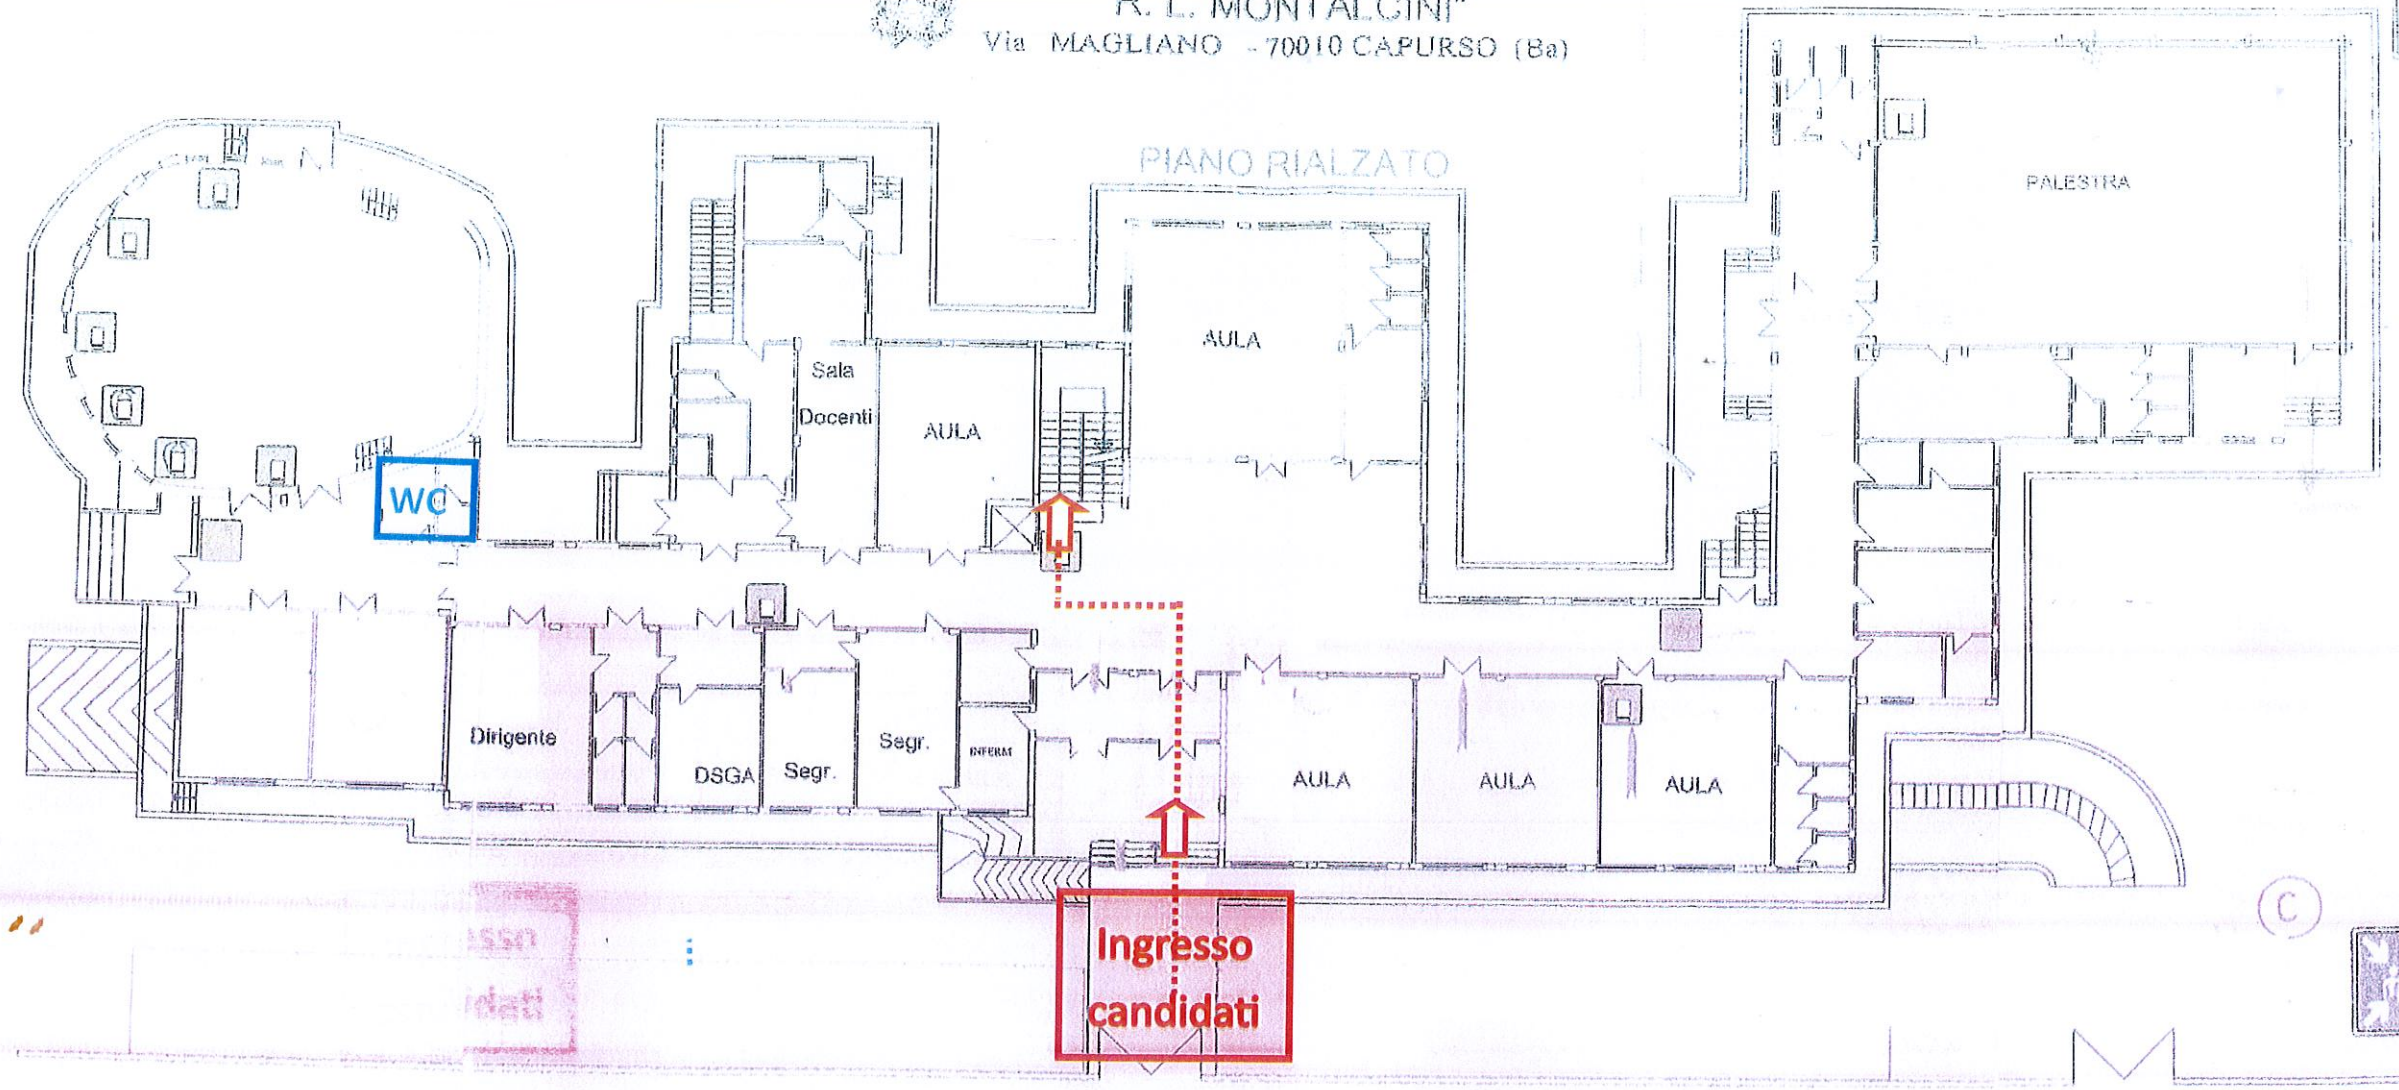 "R. L. MONTALCINI"
Via MAGLIANO - 70010 CAPURSO (Ba)
PIANO RIALZATO
PALESTRA
AULA
Sala
Docenti
AULA
WC
Dirigente
DSGA
Segr.
Segr.
INFERM
AULA
AULA
AULA
Ingresso
candidati
C